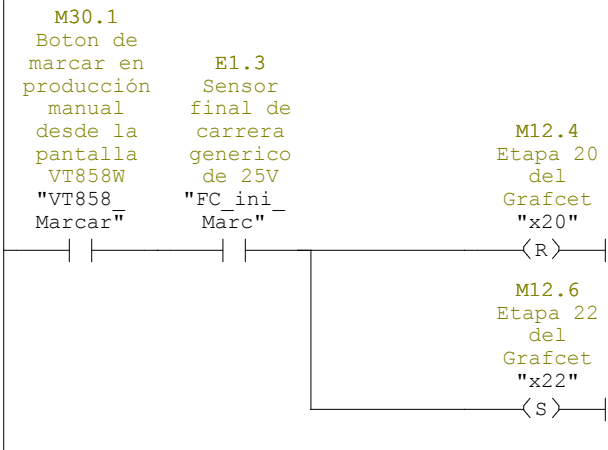 M30.1
Boton de
marcar en
producción
manual
desde la
pantalla
VT858W
"VT858_
Marcar"
E1.3
Sensor
final de
carrera
generico
de 25V
"FC_ini_
Marc"
M12.4
Etapa 20
del
Grafcet
"x20"
R
M12.6
Etapa 22
del
Grafcet
"x22"
S